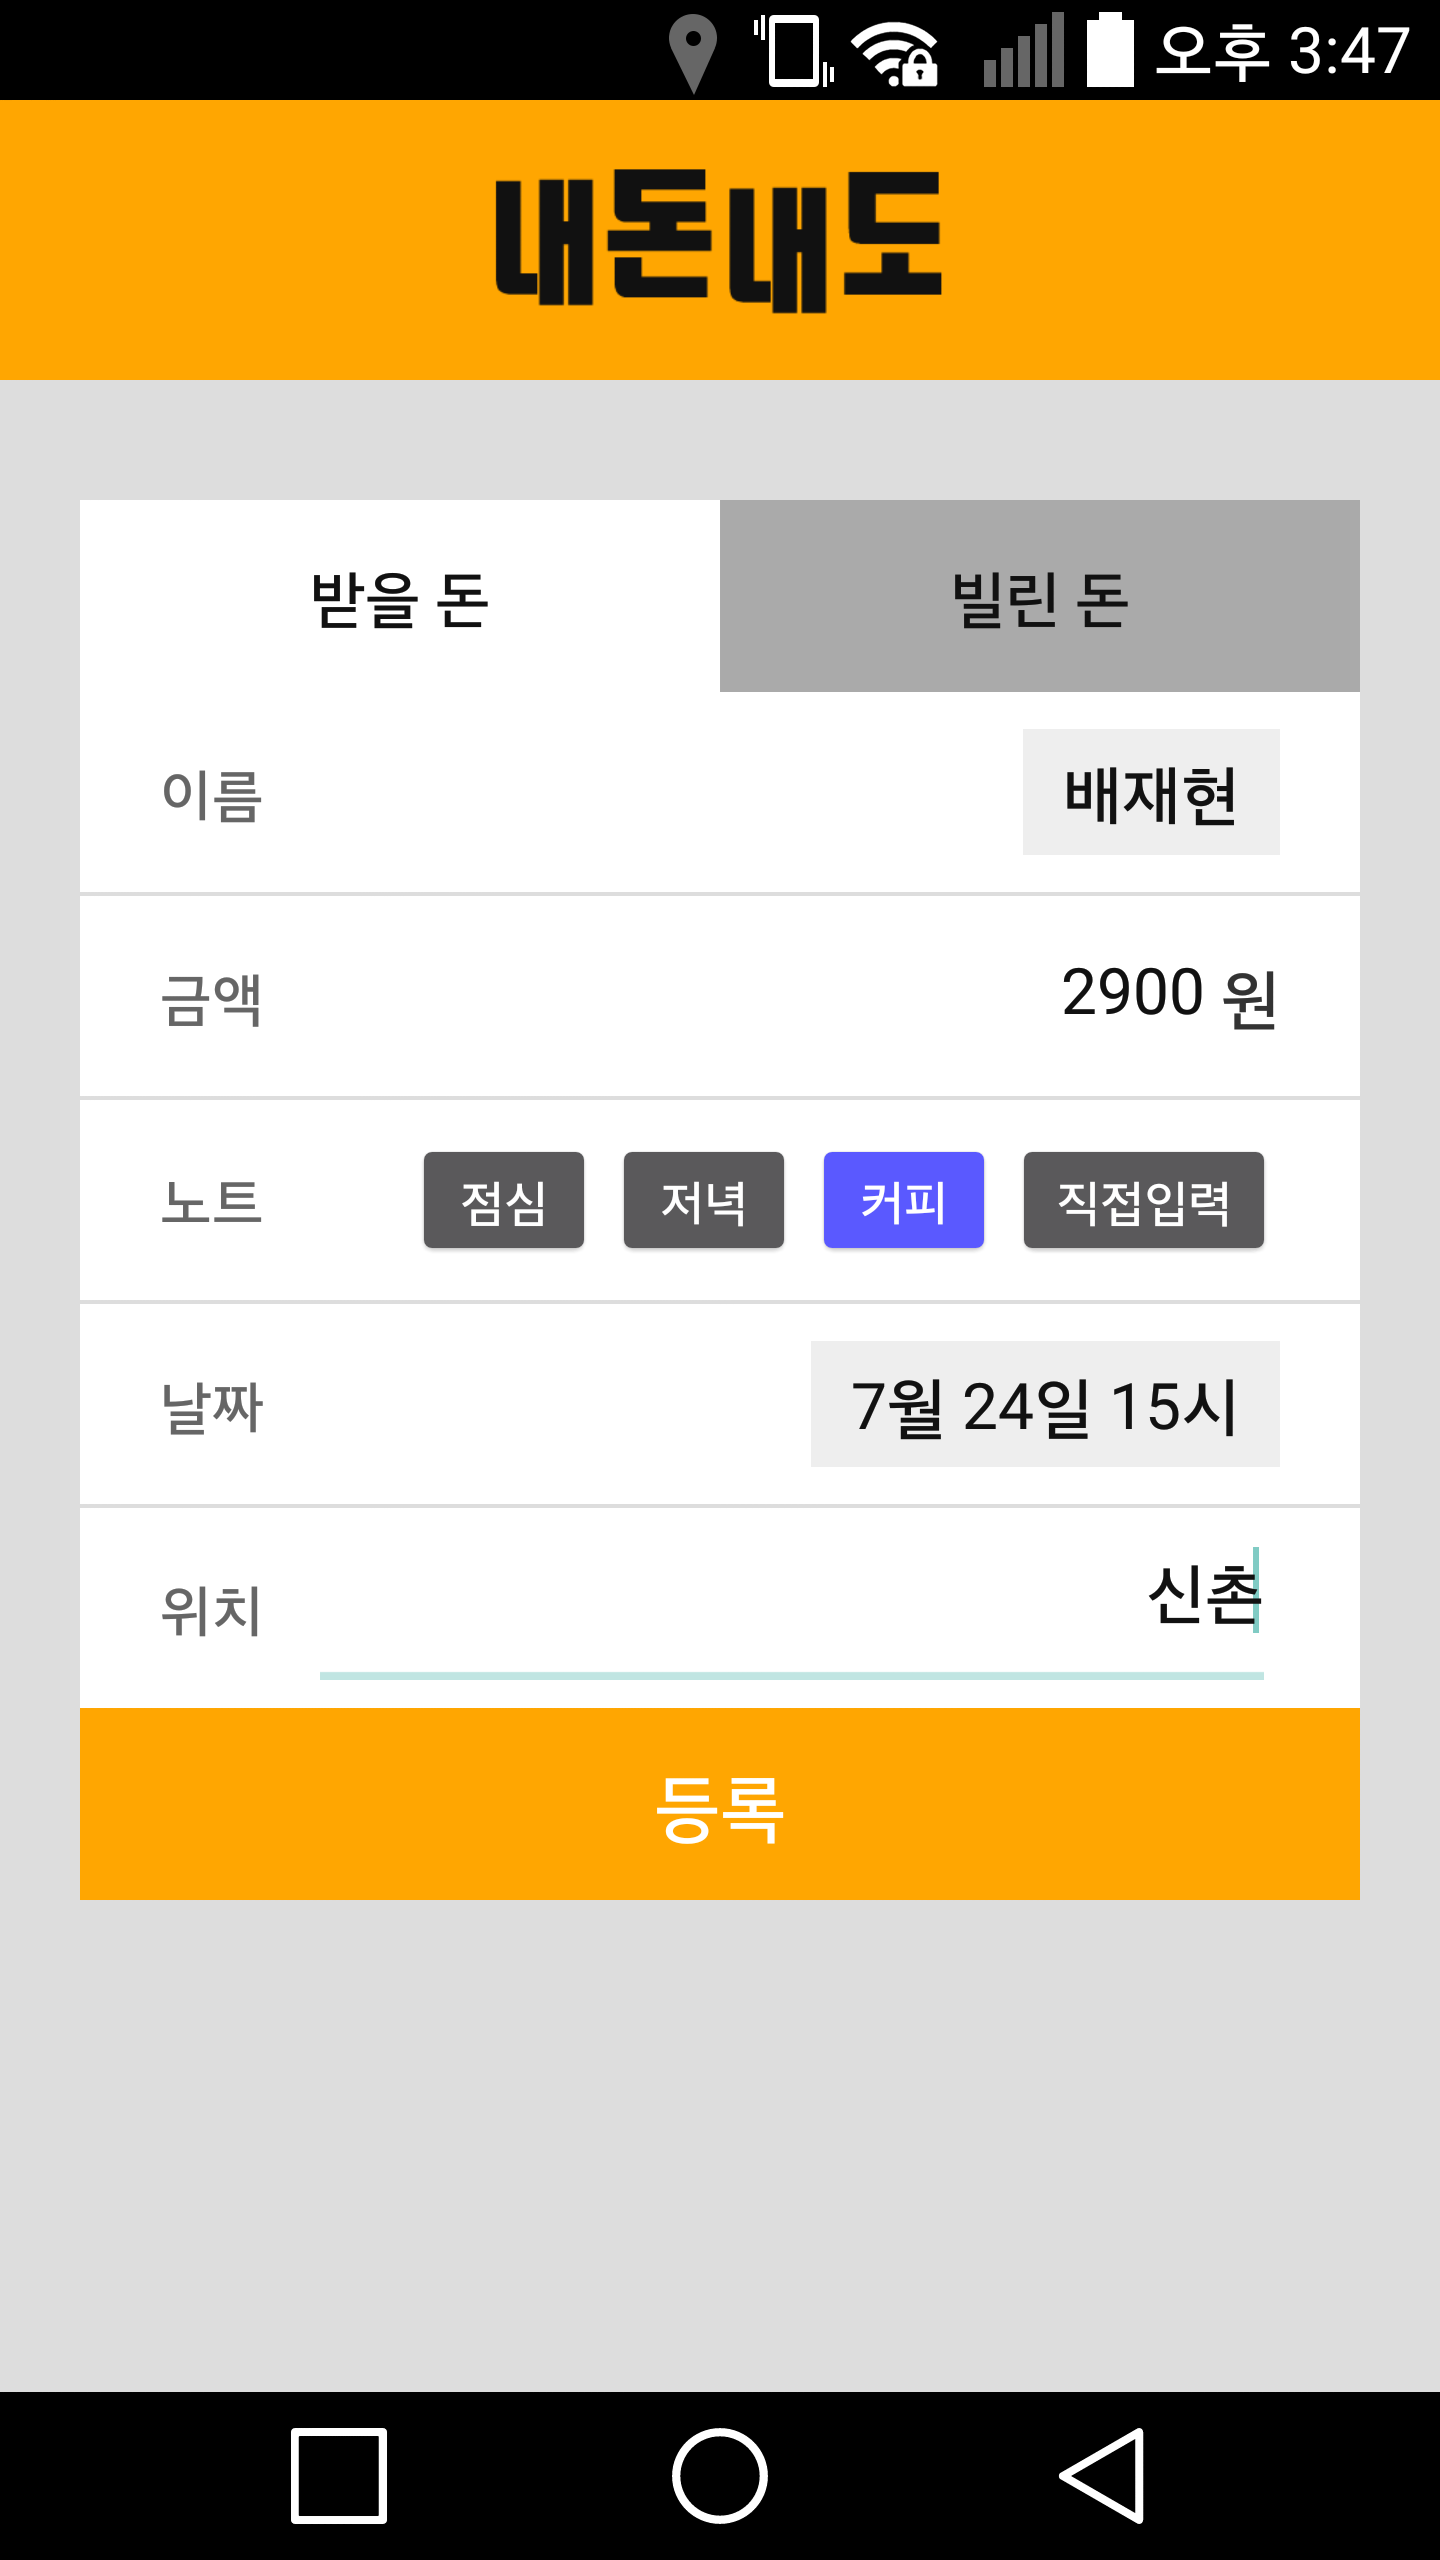 오후 3:47
내돈내도
받을 돈 빌린 돈
이름 배재현
금액 2900 원
노트 점심 저녁 커피 직접입력
날짜 7월 24일 15시
위치 신촌
등록